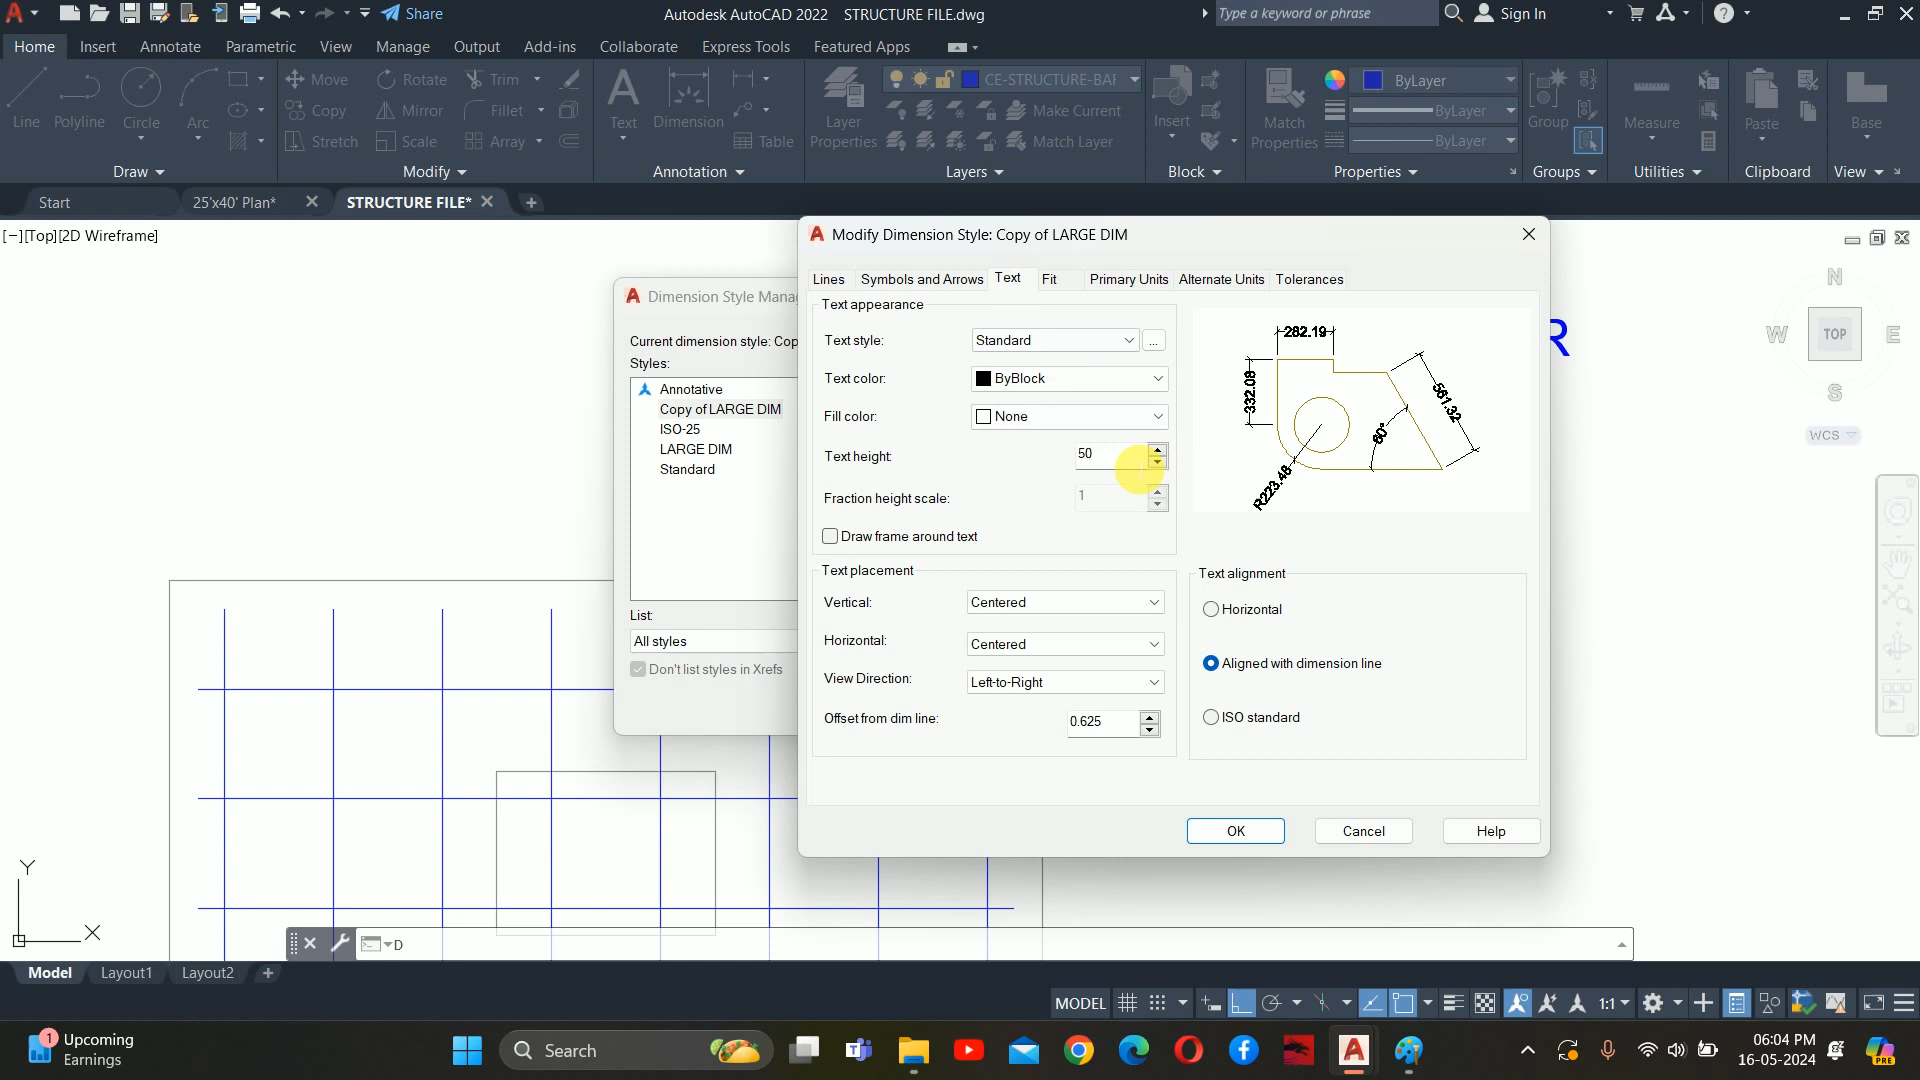 Share
Autodesk AutoCAD 2022 STRUCTURE FILE.dwg
Type a keyword or phrase
Sign In
Home Insert Annotate Parametric View Manage Output Add-ins Collaborate Express Tools Featured Apps
Line Polyline Circle Arc
Move Rotate Trim
Copy Mirror Fillet
Stretch Scale Array
Text Dimension Table
Layer Properties
CE-STRUCTURE-BAR
Make Current
Match Layer
Insert
Match Properties
ByLayer
ByLayer
ByLayer
Group Measure Paste Base
Draw Modify Annotation Layers Block Properties Groups Utilities Clipboard View
Start 25'x40' Plan* STRUCTURE FILE*
[−][Top][2D Wireframe]
Dimension Style Mana
Current dimension style: Cop
Styles:
Annotative
Copy of LARGE DIM
ISO-25
LARGE DIM
Standard
List:
All styles
Don't list styles in Xrefs
Modify Dimension Style: Copy of LARGE DIM
Lines Symbols and Arrows Text Fit Primary Units Alternate Units Tolerances
Text appearance
Text style: Standard ...
Text color: ByBlock
Fill color: None
Text height: 50
Fraction height scale: 1
Draw frame around text
Text placement
Vertical: Centered
Horizontal: Centered
View Direction: Left-to-Right
Offset from dim line: 0.625
282.19
332.08
561.32
60°
R223.48
Text alignment
Horizontal
Aligned with dimension line
ISO standard
OK Cancel Help
R
N
W TOP E
S
WCS
Y
X
D
Model Layout1 Layout2
MODEL 1:1
1
Upcoming
Earnings
Search
06:04 PM
16-05-2024
PRE